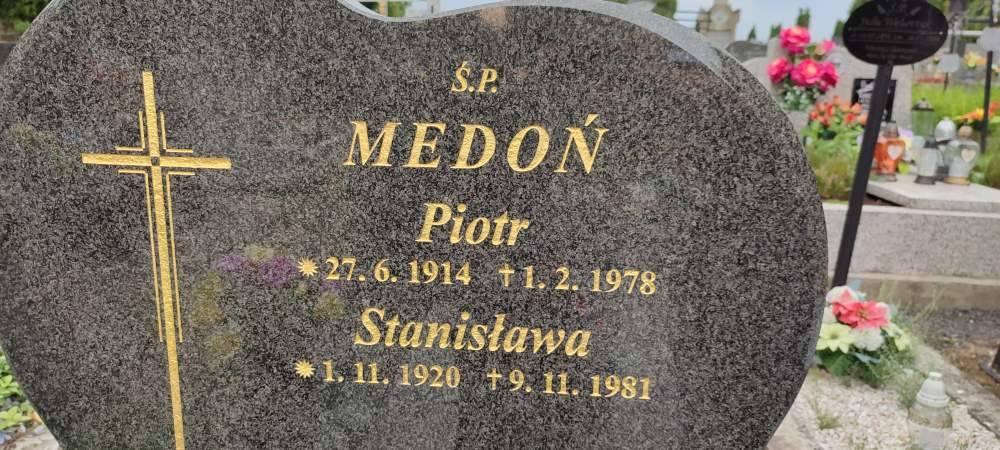 Ś.P.
MEDOŃ
Piotr
✹27. 6. 1914 †1. 2. 1978
Stanisława
✹1. 11. 1920 †9. 11. 1981